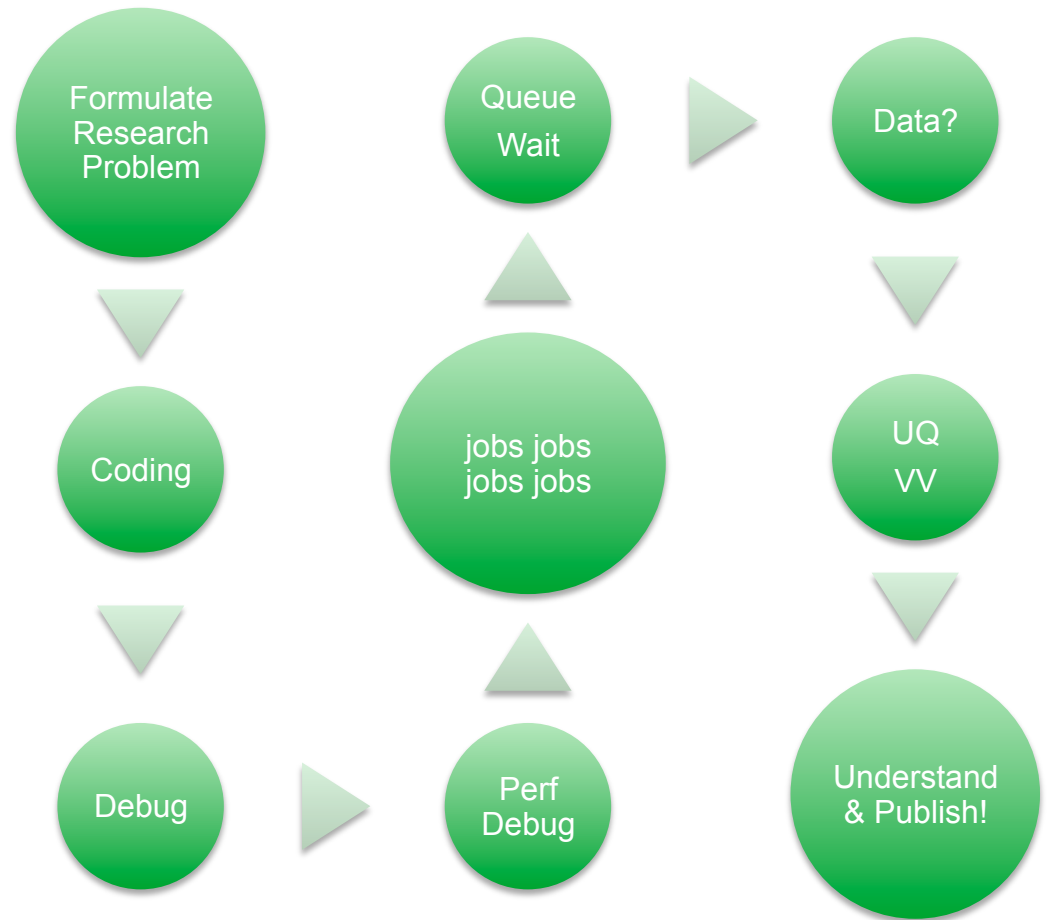 Formulate
Research
Problem
Coding
Debug
Perf
Debug
jobs jobs
jobs jobs
Queue
Wait
Data?
UQ
VV
Understand
& Publish!